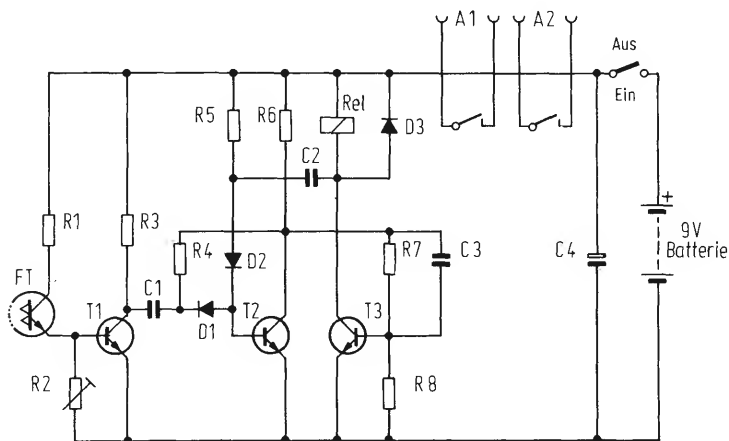 A1
A2
Aus
Ein
R5
R6
Rel
D3
C2
R1
R3
R4
D2
R7
C3
C4
+
9V
Batterie
FT
C1
T1
D1
T2
T3
R2
R8